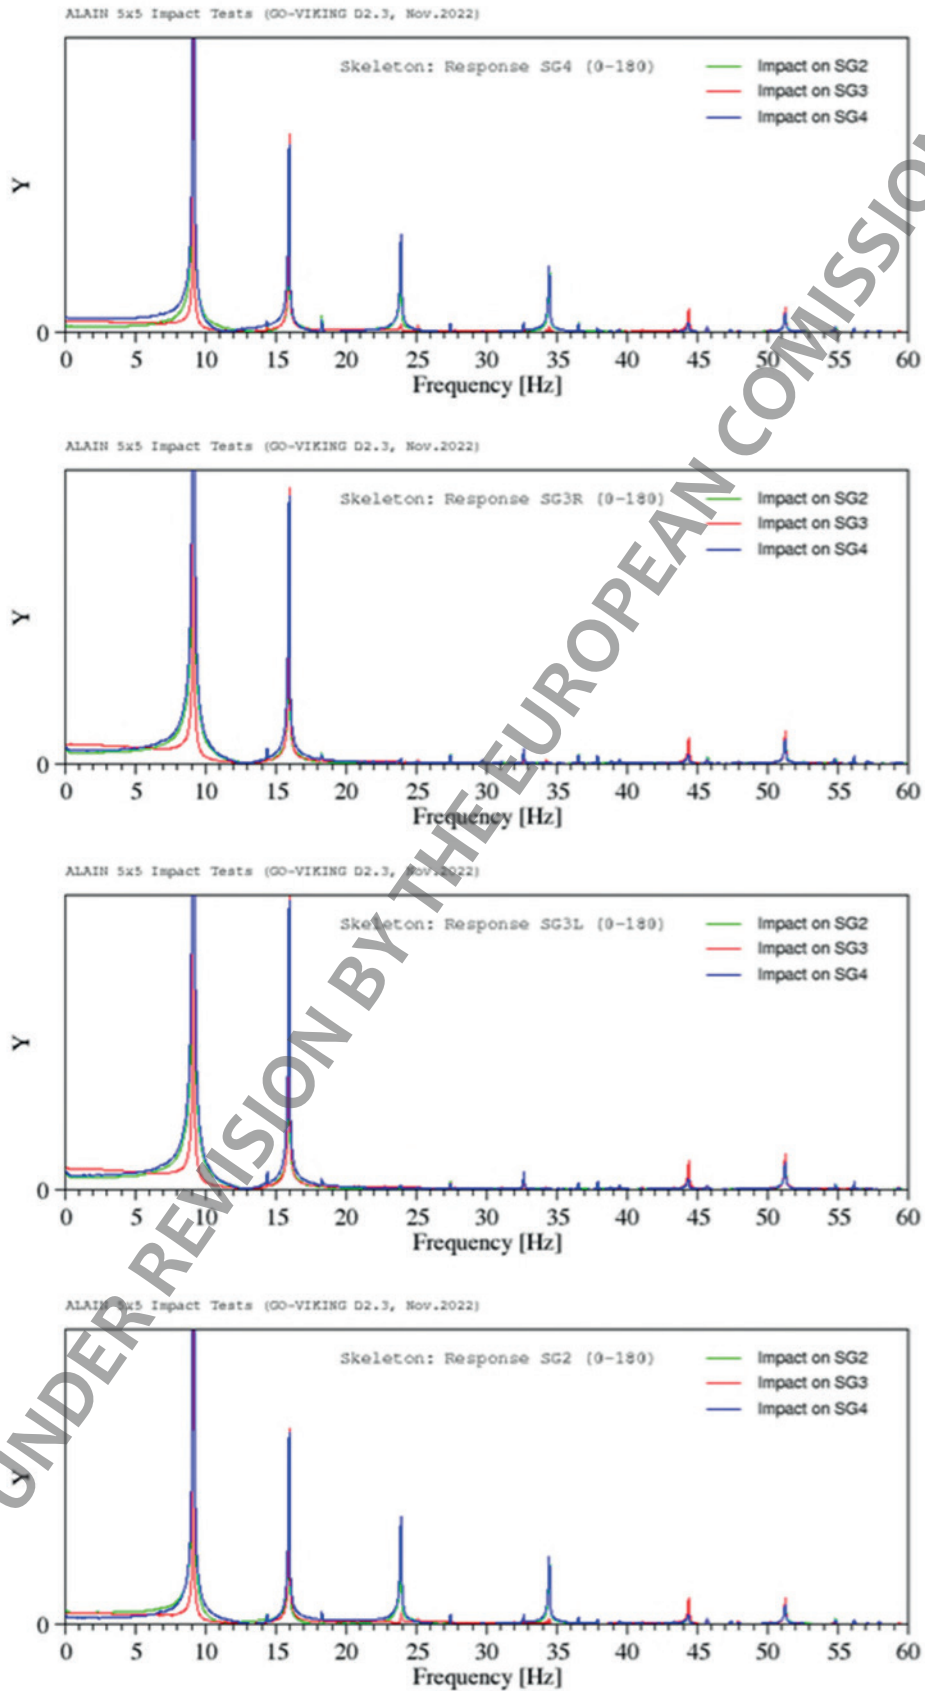 ALAIN 5x5 Impact Tests (GO-VIKING D2.3, Nov.2022)
Skeleton: Response SG4 (0-180)
Impact on SG2
Impact on SG3
Impact on SG4
Y
0
0 5 10 15 20 25 30 35 40 45 50 55 60
Frequency [Hz]
ALAIN 5x5 Impact Tests (GO-VIKING D2.3, Nov.2022)
Skeleton: Response SG3R (0-180)
Impact on SG2
Impact on SG3
Impact on SG4
Y
0
0 5 10 15 20 25 30 35 40 45 50 55 60
Frequency [Hz]
ALAIN 5x5 Impact Tests (GO-VIKING D2.3, Nov.2022)
Skeleton: Response SG3L (0-180)
Impact on SG2
Impact on SG3
Impact on SG4
Y
0
0 5 10 15 20 25 30 35 40 45 50 55 60
Frequency [Hz]
ALAIN 5x5 Impact Tests (GO-VIKING D2.3, Nov.2022)
Skeleton: Response SG2 (0-180)
Impact on SG2
Impact on SG3
Impact on SG4
Y
0
0 5 10 15 20 25 30 35 40 45 50 55 60
Frequency [Hz]
UNDER REVISION BY THE EUROPEAN COMISSION